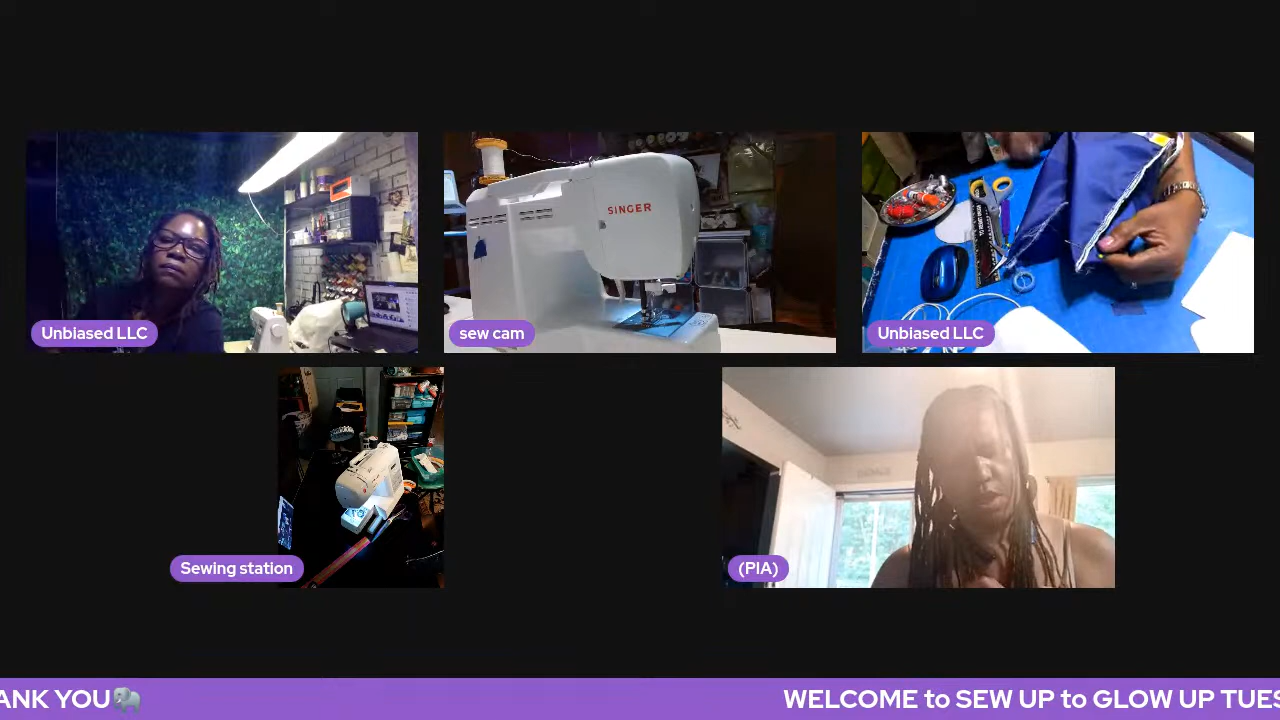 SINGER
Unbiased LLC
sew cam
Unbiased LLC
Sewing station
(PIA)
ANK YOU🐘
WELCOME to SEW UP to GLOW UP TUES